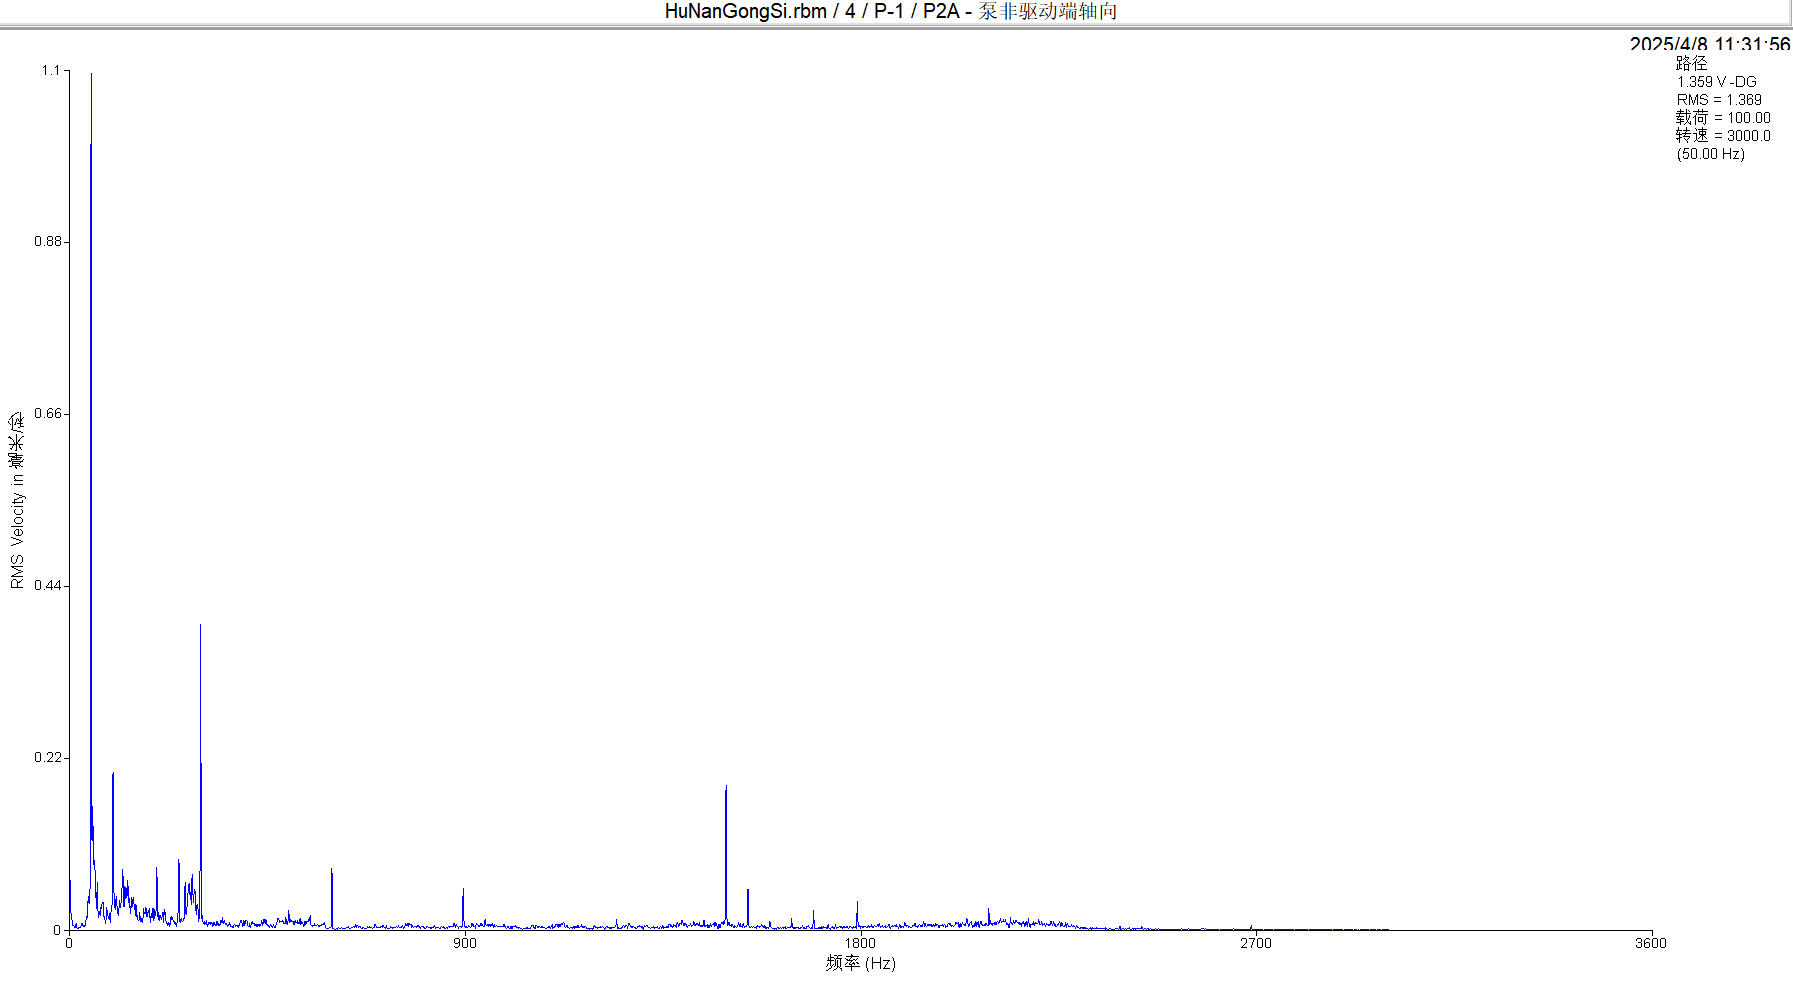 HuNanGongSi.rbm / 4 / P-1 / P2A - 泵非驱动端轴向
2025/4/8 11:31:56
路径
1.359 V -DG
RMS = 1.369
载荷 = 100.00
转速 = 3000.0
(50.00 Hz)
1.1
0.88
0.66
0.44
0.22
0
RMS Velocity in 毫米/秒
0
900
1800
2700
3600
频率 (Hz)